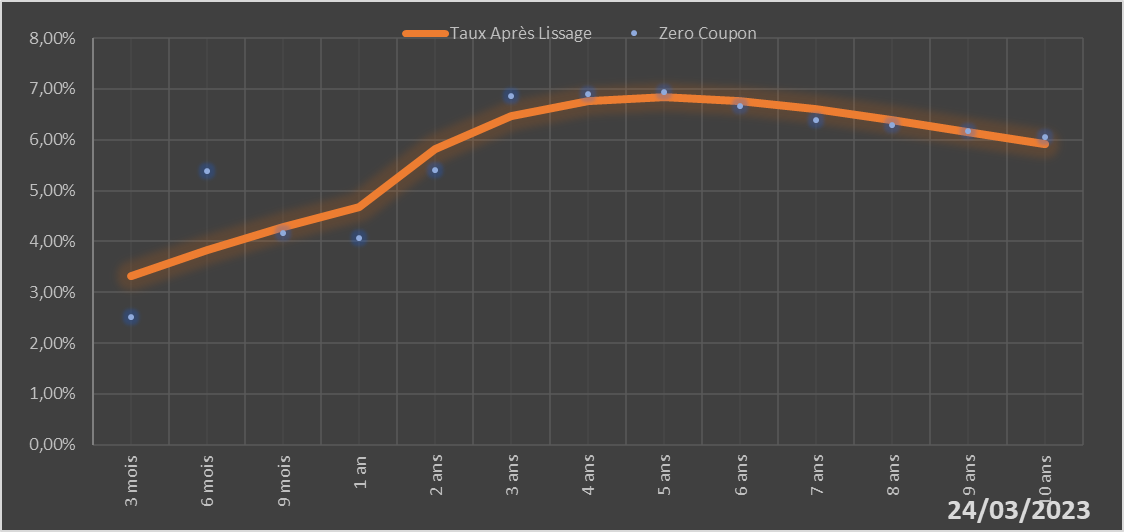 Taux Après Lissage Zero Coupon
8,00%
7,00%
6,00%
5,00%
4,00%
3,00%
2,00%
1,00%
0,00%
3 mois
6 mois
9 mois
1 an
2 ans
3 ans
4 ans
5 ans
6 ans
7 ans
8 ans
9 ans
10 ans
24/03/2023